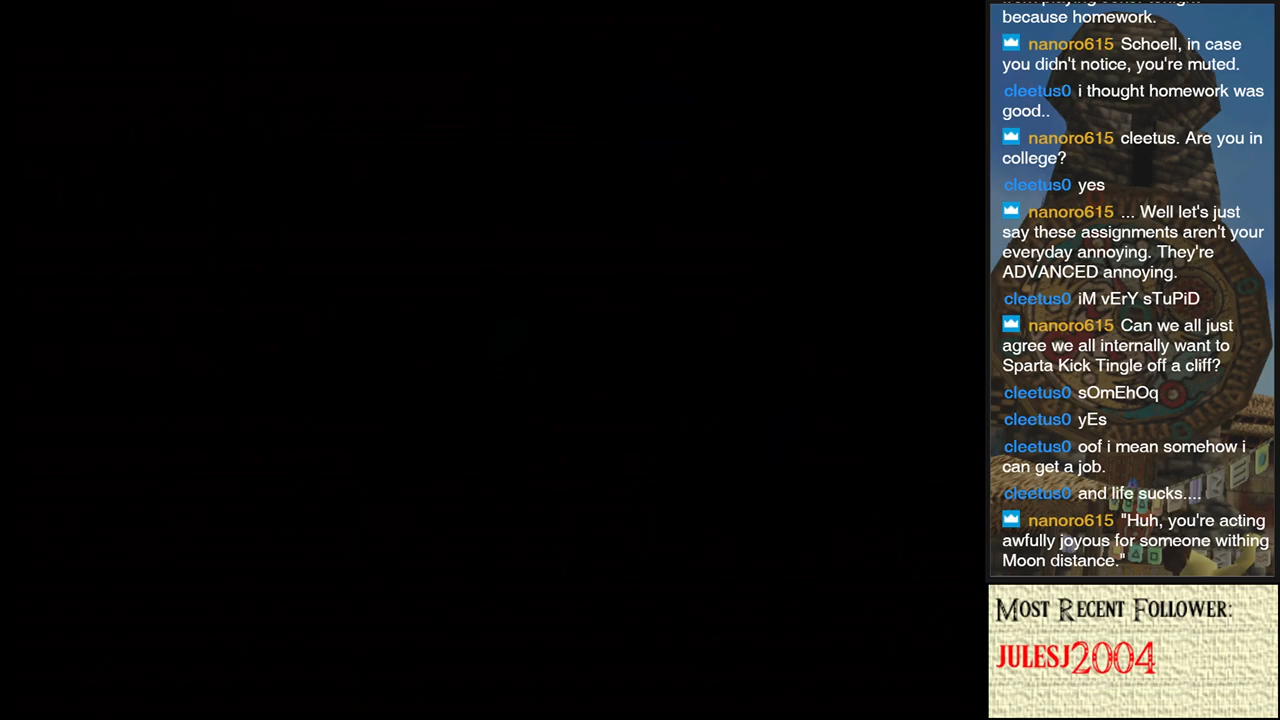 because homework.
nanoro615 Schoell, in case
you didn't notice, you're muted.
cleetus0 i thought homework was
good..
nanoro615 cleetus. Are you in
college?
cleetus0 yes
nanoro615 ... Well let's just
say these assignments aren't your
everyday annoying. They're
ADVANCED annoying.
cleetus0 iM vErY sTuPiD
nanoro615 Can we all just
agree we all internally want to
Sparta Kick Tingle off a cliff?
cleetus0 sOmEhOq
cleetus0 yEs
cleetus0 oof i mean somehow i
can get a job.
cleetus0 and life sucks....
nanoro615 "Huh, you're acting
awfully joyous for someone withing
Moon distance."
Most Recent Follower:
julesj2004